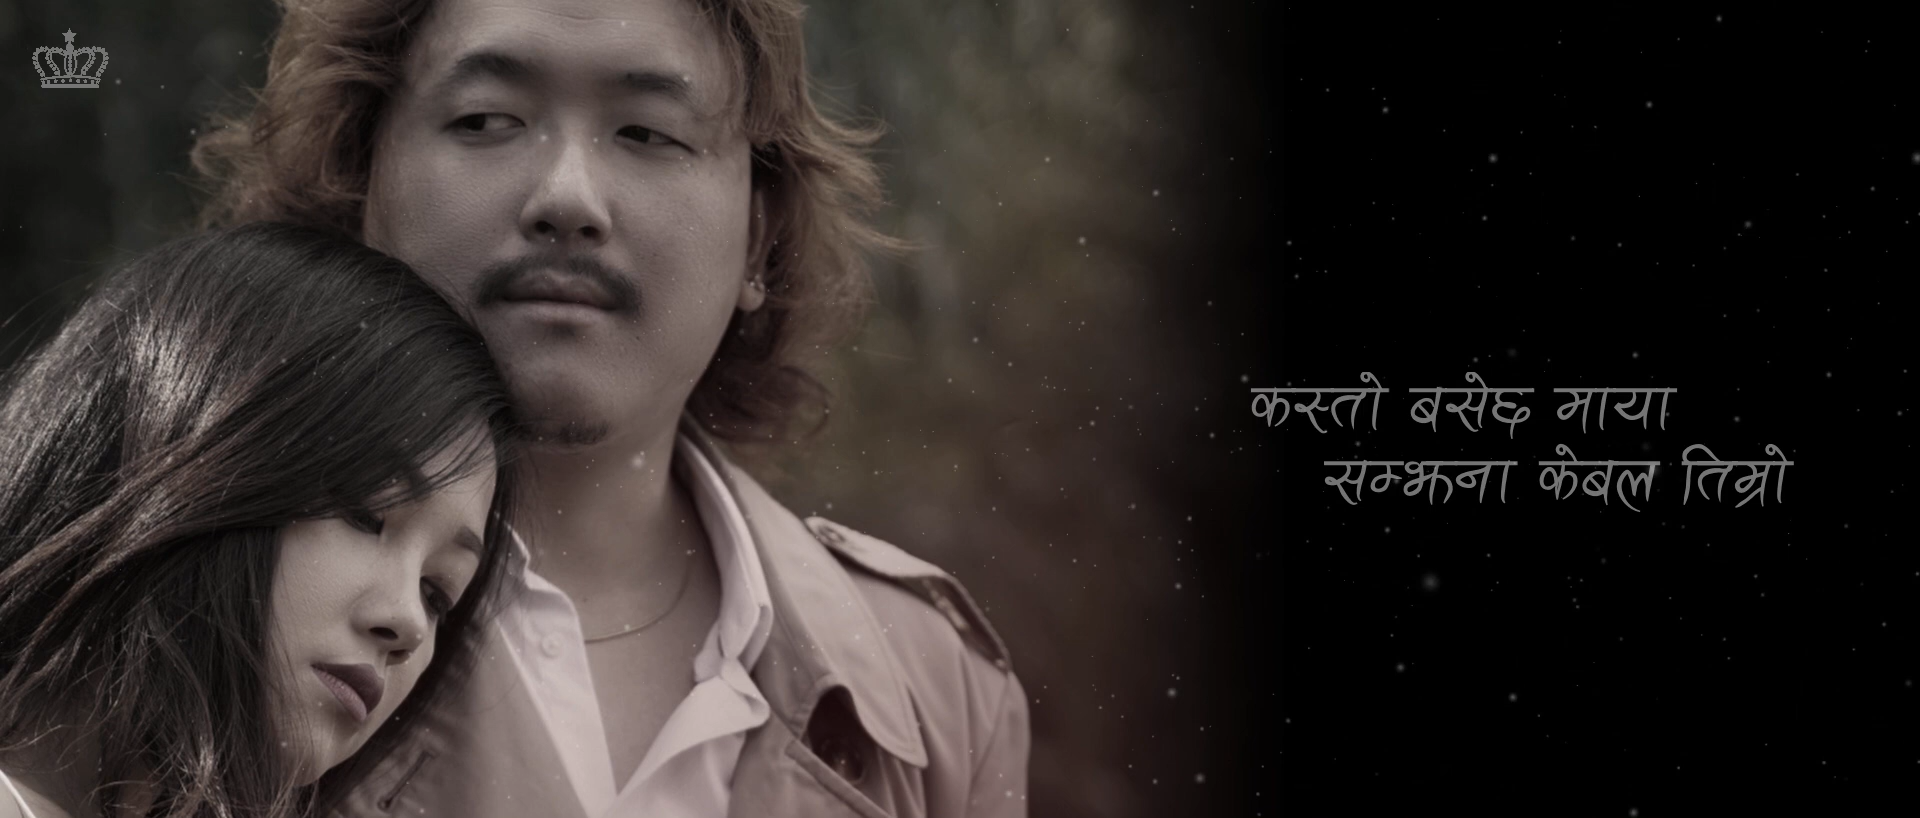 कस्तो बसेछ माया
सम्झना केबल तिम्रो